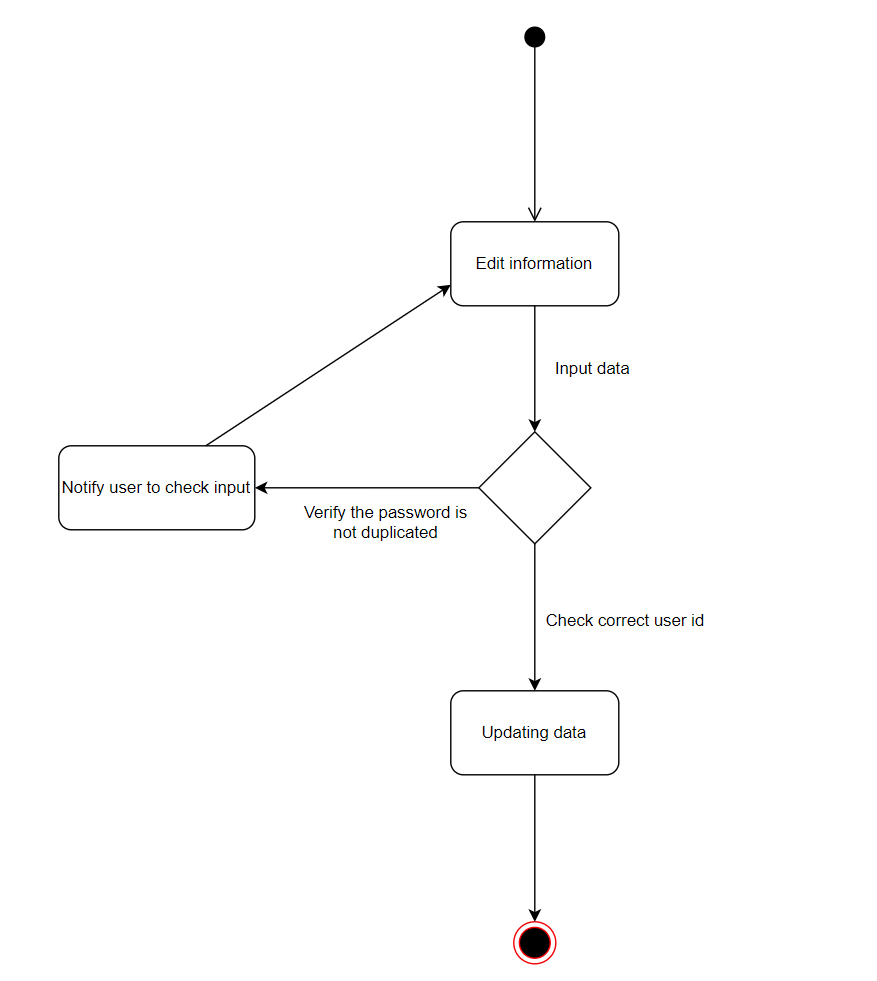 Edit information
Input data
Notify user to check input
Verify the password is
not duplicated
Check correct user id
Updating data